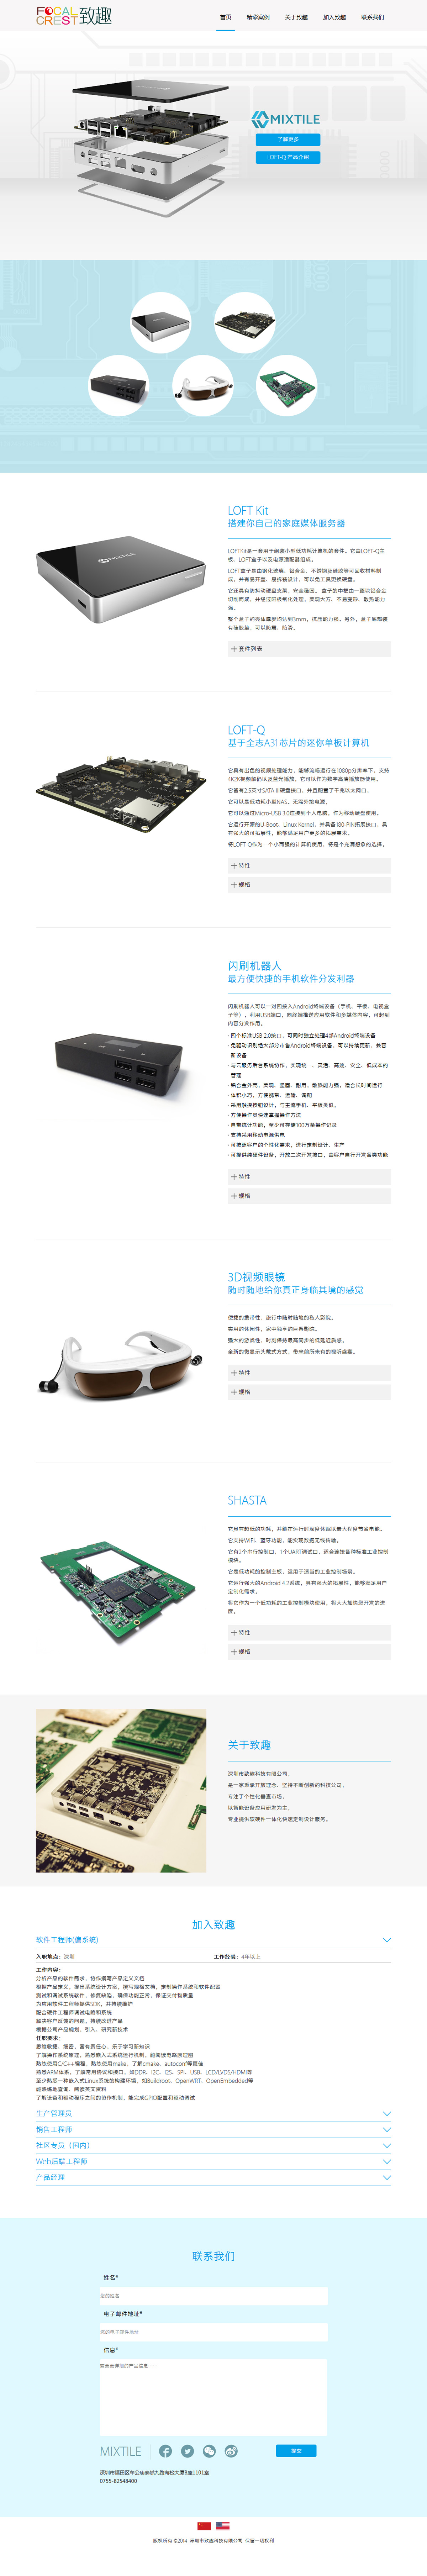 FOCAL CREST 致趣
首页 精彩案例 关于致趣 加入致趣 联系我们
MIXTILE
了解更多
LOFT-Q 产品介绍
LOFT Kit
搭建你自己的家庭媒体服务器
LOFTKit是一套用于组装小型低功耗计算机的套件。它由LOFT-Q主板、LOFT盒子以及电源适配器组成。
LOFT盒子是由钢化玻璃、铝合金、不锈钢及硅胶等可回收材料制成，并有易开盖、易拆装设计，可以免工具更换硬盘。
它还具有防抖动硬盘支架，安全稳固。盒子的中框由一整块铝合金切削而成，并经过阳极氧化处理，美观大方、不易变形、散热能力强。
整个盒子的壳体厚度均达到3mm，抗压能力强。另外，盒子底部装有硅胶垫，可以防震、防滑。
＋套件列表
LOFT-Q
基于全志A31芯片的迷你单板计算机
它具有出色的视频处理能力，能够流畅运行在1080p分辨率下，支持4K2K视频解码以及蓝光播放。它可以作为数字高清播放器使用。
它留有2.5英寸SATA III硬盘接口，并且配置了千兆以太网口，
它可以是低功耗小型NAS，无需外接电源，
它可以通过Micro-USB 3.0连接到个人电脑，作为移动硬盘使用。
它运行开源的U-Boot、Linux Kernel，并具备180-PIN拓展接口，具有强大的可拓展性，能够满足用户更多的拓展需求。
将LOFT-Q作为一个小而强的计算机使用，将是个充满想象的选择。
＋特性
＋规格
闪刷机器人
最方便快捷的手机软件分发利器
闪刷机器人可以一对四接入Android终端设备（手机、平板、电视盒子等），利用USB端口，向终端推送应用软件和多媒体内容，可起到内容分发作用。
· 四个标准USB 2.0接口，可同时独立处理4部Android终端设备
· 免驱动识别绝大部分市售Android终端设备，可以持续更新，兼容新设备
· 与云服务后台系统协作，实现统一、灵活、高效、安全、低成本的管理
· 铝合金外壳，美观、坚固、耐用，散热能力强，适合长时间运行
· 体积小巧，方便携带、运输、调配
· 采用触摸按钮设计，与主流手机、平板类似，
· 方便操作员快速掌握操作方法
· 自带统计功能，至少可存储100万条操作记录
· 支持采用移动电源供电
· 可依据客户的个性化需求，进行定制设计、生产
· 可提供纯硬件设备，开放二次开发接口，由客户自行开发各类功能
＋特性
＋规格
3D视频眼镜
随时随地给你真正身临其境的感觉
便捷的携带性，旅行中随时随地的私人影院。
实用的休闲性，家中独享的巨幕影院。
强大的游戏性，时刻保持最高同步的低延迟质感。
全新的微显示头戴式方式，带来前所未有的视听盛宴。
＋特性
＋规格
SHASTA
它具有超低的功耗，并能在运行时深度休眠以最大程度节省电能。
它支持WiFi、蓝牙功能，能实现数据无线传输。
它有2个串行控制口，1个UART调试口，适合连接各种标准工业控制模块。
它是低功耗的控制主板，适用于适当的工业控制场景。
它运行强大的Android 4.2系统，具有强大的拓展性，能够满足用户定制化需求。
将它作为一个低功耗的工业控制模块使用，将大大加快您开发的进度。
＋特性
＋规格
关于致趣
深圳市致趣科技有限公司，
是一家秉承开放理念、坚持不断创新的科技公司，
专注于个性化垂直市场，
以智能设备应用研发为主，
专业提供软硬件一体化快速定制设计服务。
加入致趣
软件工程师(偏系统)
入职地点：深圳 工作经验：4年以上
工作内容：
分析产品的软件需求，协作撰写产品定义文档
根据产品定义，提出系统设计方案，撰写规格文档，定制操作系统和软件配置
测试和调试系统软件，修复缺陷，确保功能正常，保证交付物质量
为应用软件工程师提供SDK，并持续维护
配合硬件工程师调试电路和系统
解决客户反馈的问题，持续改进产品
根据公司产品规划，引入、研究新技术
任职要求：
思维敏捷、细密，富有责任心，乐于学习新知识
了解操作系统原理，熟悉嵌入式系统运行机制，能阅读电路原理图
熟练使用C/C++编程，熟练使用make，了解cmake、autoconf等更佳
熟悉ARM体系，了解常用协议和接口，如DDR、I2C、I2S、SPI、USB、LCD/LVDS/HDMI等
至少熟悉一种嵌入式Linux系统的构建环境，如Buildroot、OpenWRT、OpenEmbedded等
能熟练地查询、阅读英文资料
了解设备和驱动程序之间的协作机制，能完成GPIO配置和驱动调试
生产管理员
销售工程师
社区专员（国内）
Web后端工程师
产品经理
联系我们
姓名*
您的姓名
电子邮件地址*
您的电子邮件地址
信息*
MIXTILE
提交
深圳市福田区车公庙泰然九路海松大厦B座1101室
0755-82548400
版权所有 ©2014 深圳市致趣科技有限公司 保留一切权利